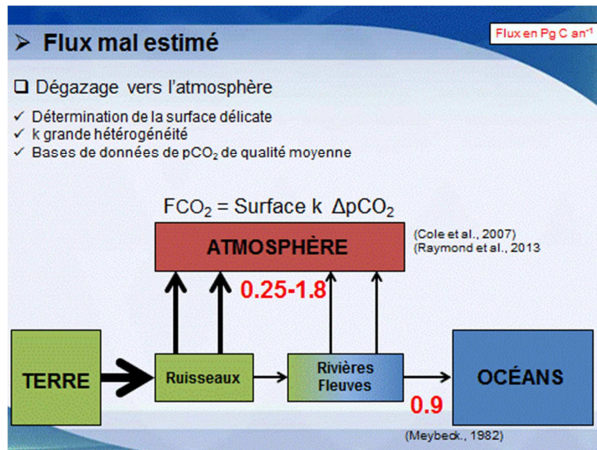 ➤ Flux mal estimé
Flux en Pg C an-1
❑ Dégazage vers l'atmosphère
✓ Détermination de la surface délicate
✓ k grande hétérogénéité
✓ Bases de données de pCO2 de qualité moyenne
FCO2 = Surface k ΔpCO2
ATMOSPHÈRE
(Cole et al., 2007)
(Raymond et al., 2013
0.25-1.8
TERRE
Ruisseaux
Rivières
Fleuves
OCÉANS
0.9
(Meybeck., 1982)